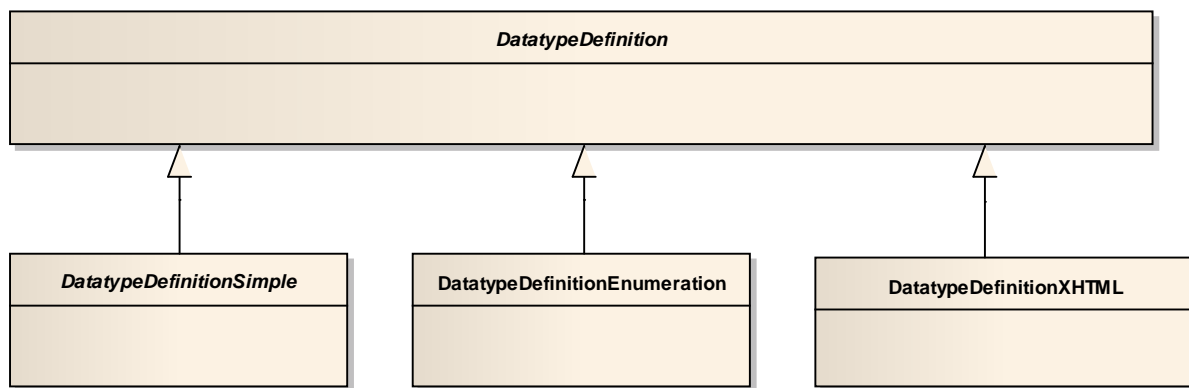 DatatypeDefinition
DatatypeDefinitionSimple
DatatypeDefinitionEnumeration
DatatypeDefinitionXHTML